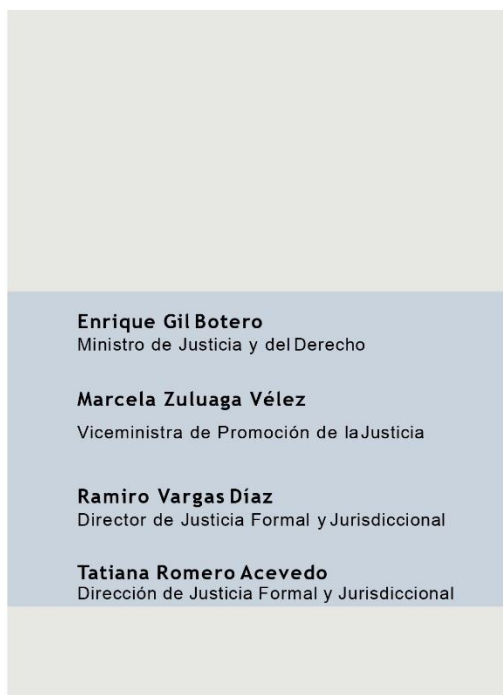 Enrique Gil Botero
Ministro de Justicia y del Derecho
Marcela Zuluaga Vélez
Viceministra de Promoción de la Justicia
Ramiro Vargas Díaz
Director de Justicia Formal y Jurisdiccional
Tatiana Romero Acevedo
Dirección de Justicia Formal y Jurisdiccional